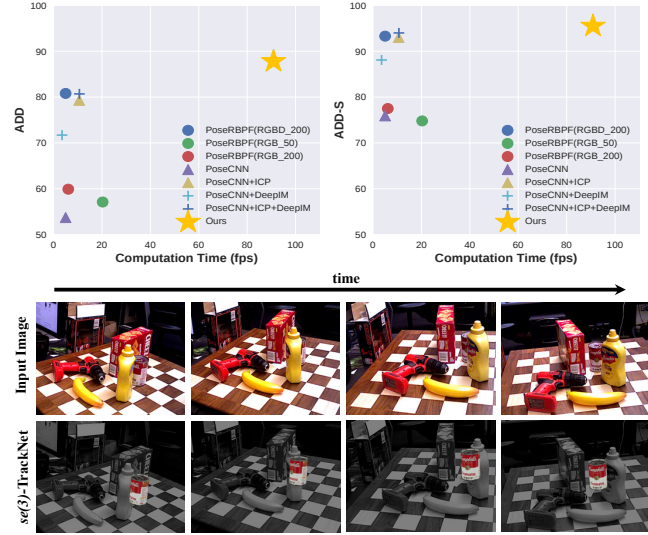 100
90
80
70
60
50
ADD
0
20
40
60
80
100
Computation Time (fps)
PoseRBPF(RGBD_200)
PoseRBPF(RGB_50)
PoseRBPF(RGB_200)
PoseCNN
PoseCNN+ICP
PoseCNN+DeepIM
PoseCNN+ICP+DeepIM
Ours
100
90
80
70
60
50
ADD-S
0
20
40
60
80
100
Computation Time (fps)
PoseRBPF(RGBD_200)
PoseRBPF(RGB_50)
PoseRBPF(RGB_200)
PoseCNN
PoseCNN+ICP
PoseCNN+DeepIM
PoseCNN+ICP+DeepIM
Ours
time
Input Image
se(3)-TrackNet